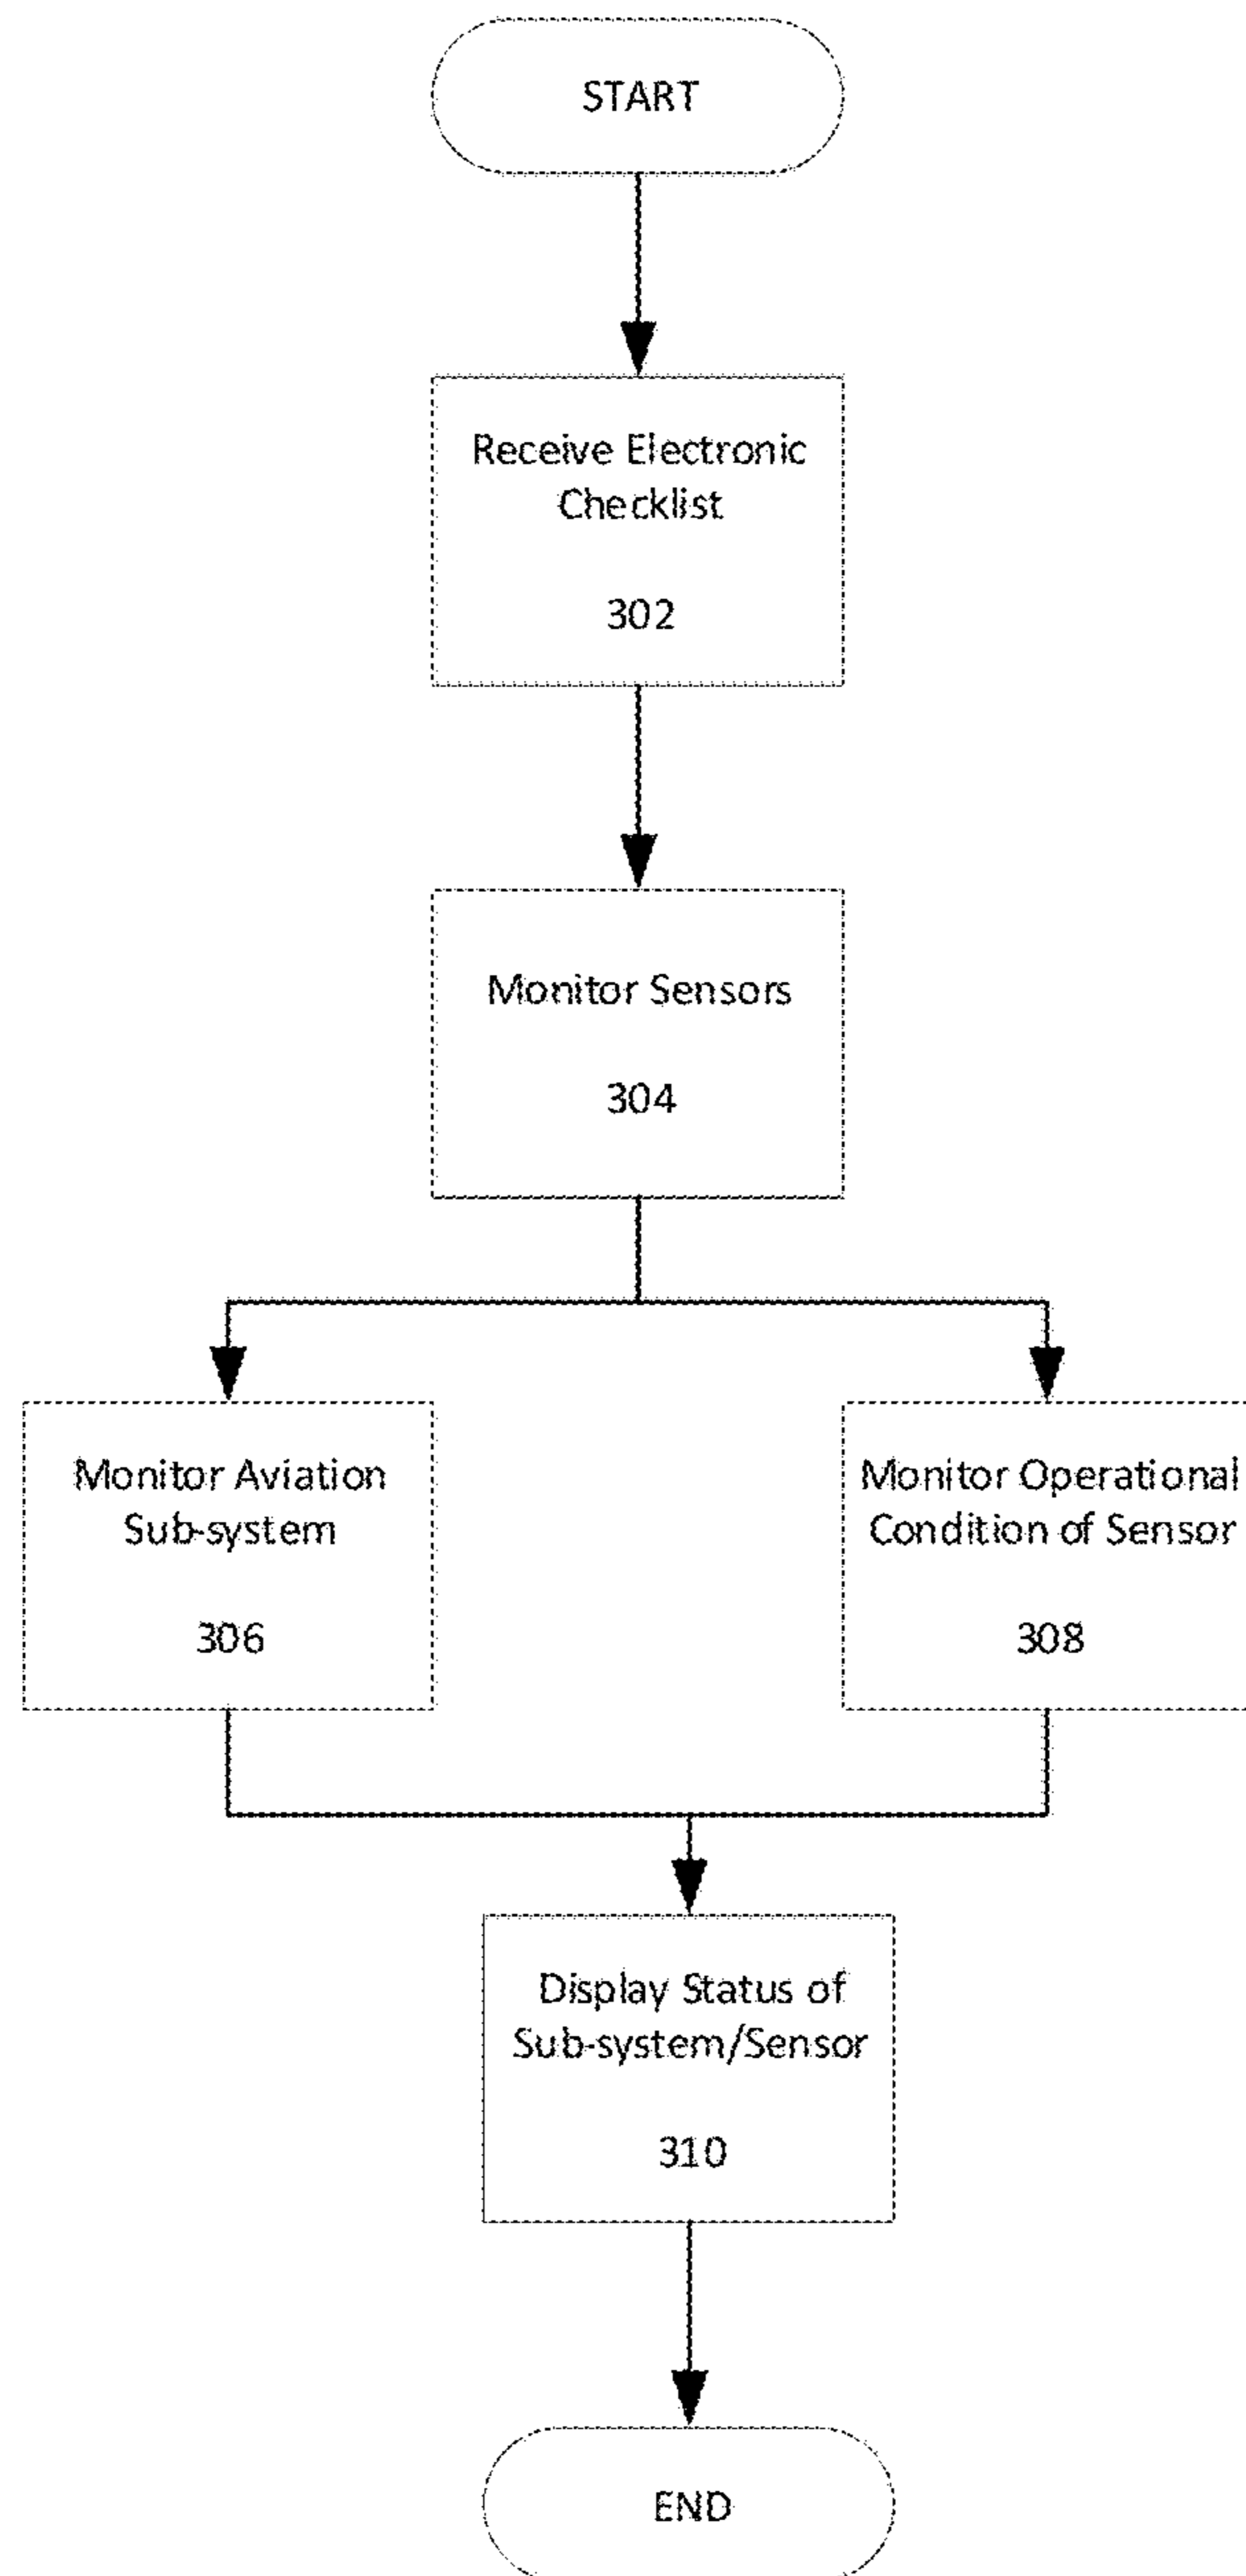 START
Receive Electronic
Checklist
302
Monitor Sensors
304
Monitor Aviation
Sub-system
306
Monitor Operational
Condition of Sensor
308
Display Status of
Sub-system/Sensor
310
END